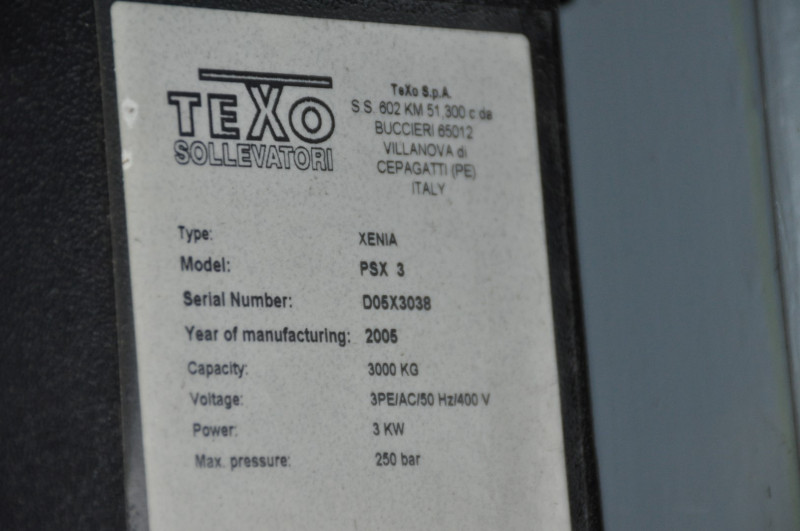 TEXO
SOLLEVATORI
TeXo S.p.A.
S.S. 602 KM 51,300 c.da
BUCCIERI 65012
VILLANOVA di
CEPAGATTI (PE)
ITALY
Type: XENIA
Model: PSX 3
Serial Number: D05X3038
Year of manufacturing: 2005
Capacity: 3000 KG
Voltage: 3PE/AC/50 Hz/400 V
Power: 3 KW
Max. pressure: 250 bar